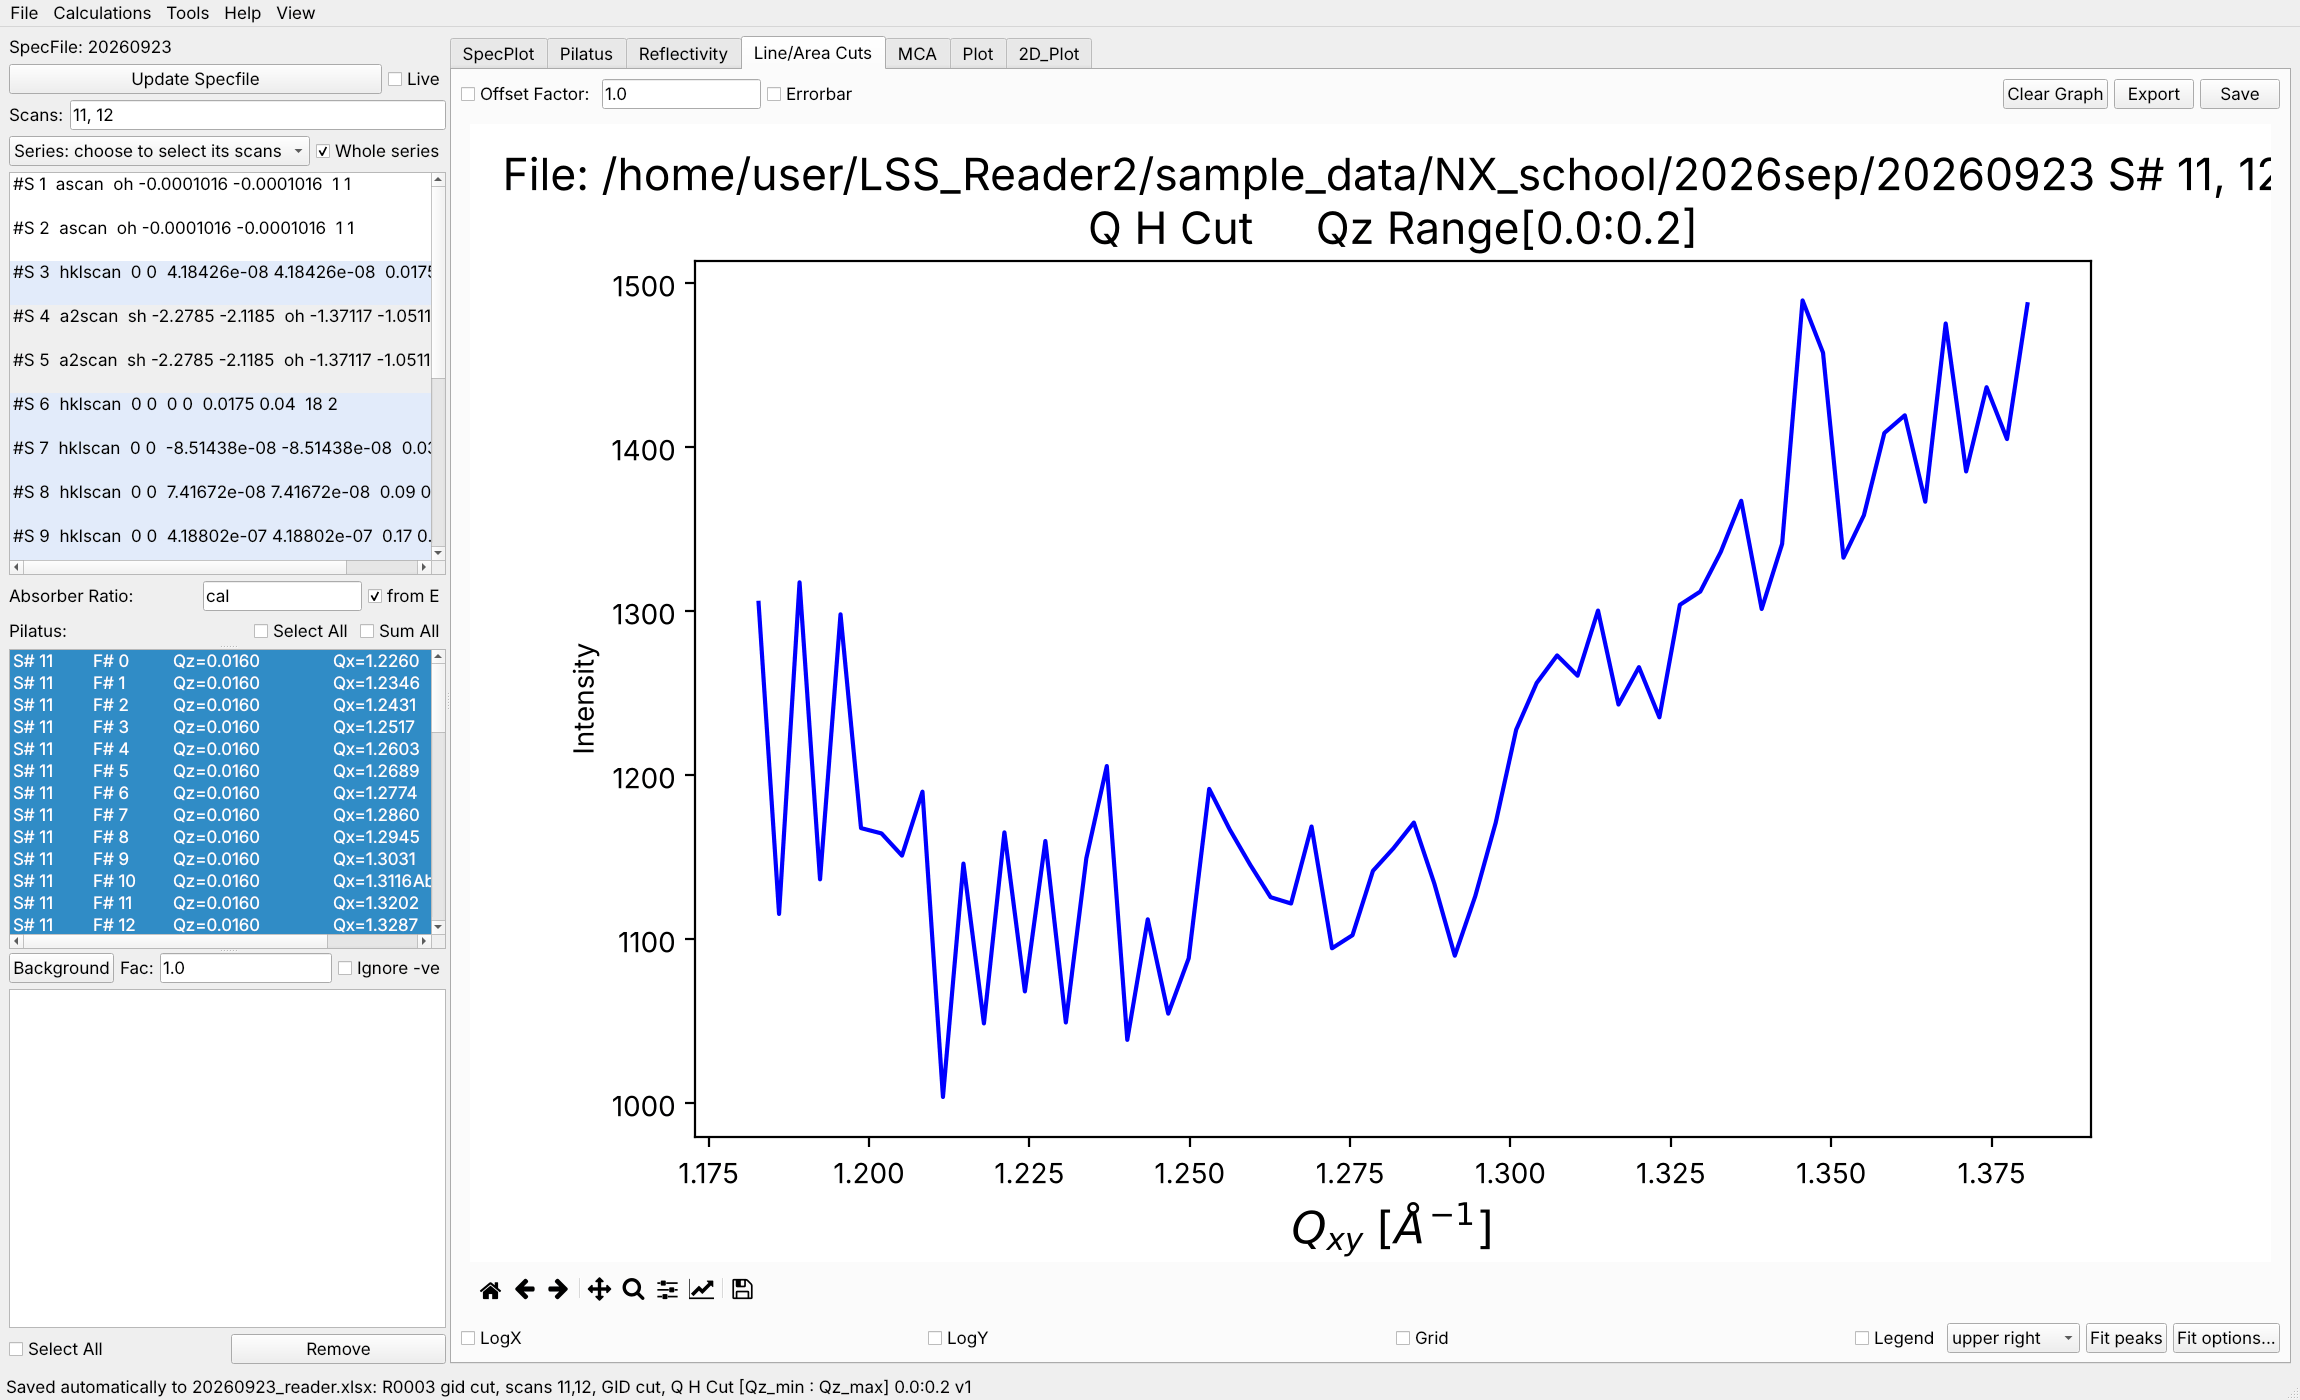 File Calculations Tools Help View
SpecFile: 20260923
Update Specfile Live
Scans: 11, 12
Series: choose to select its scans Whole series
#S 1 ascan oh -0.0001016 -0.0001016 1 1
#S 2 ascan oh -0.0001016 -0.0001016 1 1
#S 3 hklscan 0 0 4.18426e-08 4.18426e-08 0.0175
#S 4 a2scan sh -2.2785 -2.1185 oh -1.37117 -1.0511
#S 5 a2scan sh -2.2785 -2.1185 oh -1.37117 -1.0511
#S 6 hklscan 0 0 0 0 0.0175 0.04 18 2
#S 7 hklscan 0 0 -8.51438e-08 -8.51438e-08 0.03
#S 8 hklscan 0 0 7.41672e-08 7.41672e-08 0.09 0
#S 9 hklscan 0 0 4.18802e-07 4.18802e-07 0.17 0.
Absorber Ratio: cal from E
Pilatus: Select All Sum All
S# 11 F# 0 Qz=0.0160 Qx=1.2260
S# 11 F# 1 Qz=0.0160 Qx=1.2346
S# 11 F# 2 Qz=0.0160 Qx=1.2431
S# 11 F# 3 Qz=0.0160 Qx=1.2517
S# 11 F# 4 Qz=0.0160 Qx=1.2603
S# 11 F# 5 Qz=0.0160 Qx=1.2689
S# 11 F# 6 Qz=0.0160 Qx=1.2774
S# 11 F# 7 Qz=0.0160 Qx=1.2860
S# 11 F# 8 Qz=0.0160 Qx=1.2945
S# 11 F# 9 Qz=0.0160 Qx=1.3031
S# 11 F# 10 Qz=0.0160 Qx=1.3116Ab
S# 11 F# 11 Qz=0.0160 Qx=1.3202
S# 11 F# 12 Qz=0.0160 Qx=1.3287
Background Fac: 1.0 Ignore -ve
Select All Remove
SpecPlot Pilatus Reflectivity Line/Area Cuts MCA Plot 2D_Plot
Offset Factor: 1.0 Errorbar Clear Graph Export Save
File: /home/user/LSS_Reader2/sample_data/NX_school/2026sep/20260923 S# 11, 12
Q H Cut Qz Range[0.0:0.2]
1500
1400
1300
1200
1100
1000
Intensity
1.175 1.200 1.225 1.250 1.275 1.300 1.325 1.350 1.375
Qxy [Å⁻¹]
LogX LogY Grid Legend upper right Fit peaks Fit options...
Saved automatically to 20260923_reader.xlsx: R0003 gid cut, scans 11,12, GID cut, Q H Cut [Qz_min : Qz_max] 0.0:0.2 v1